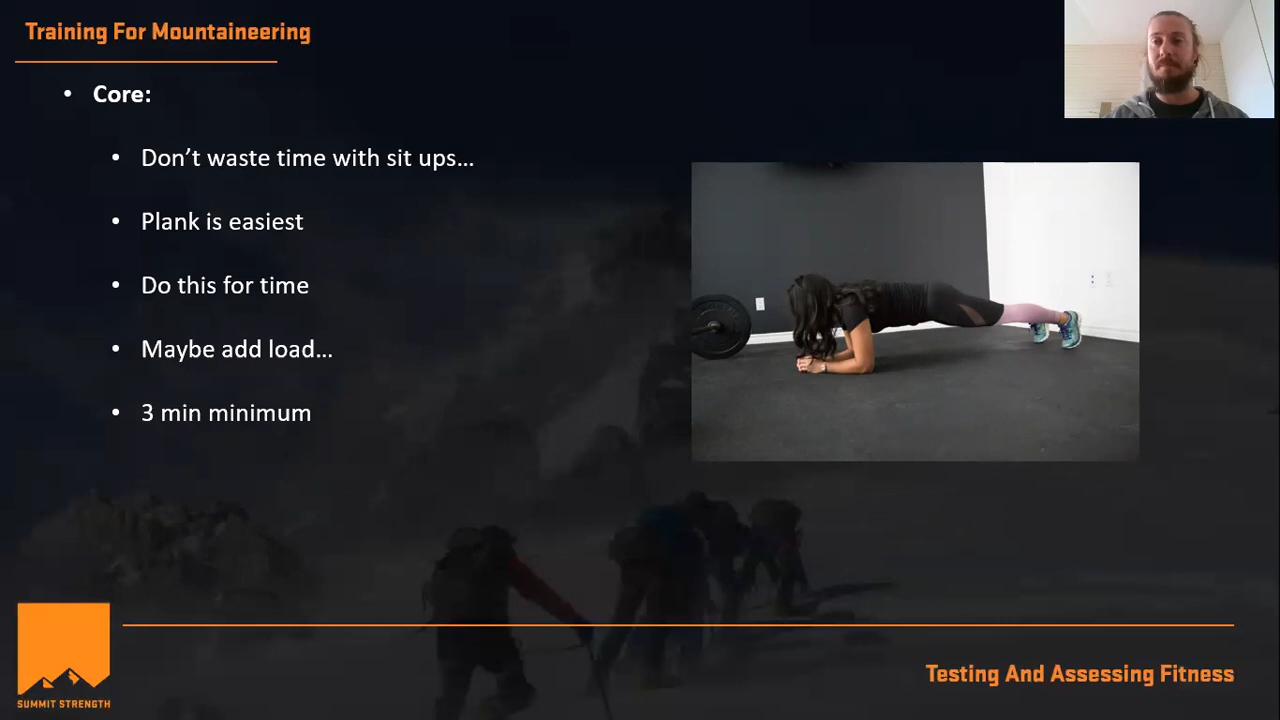 Training For Mountaineering
• Core:
• Don’t waste time with sit ups…
• Plank is easiest
• Do this for time
• Maybe add load…
• 3 min minimum
SUMMIT STRENGTH
Testing And Assessing Fitness